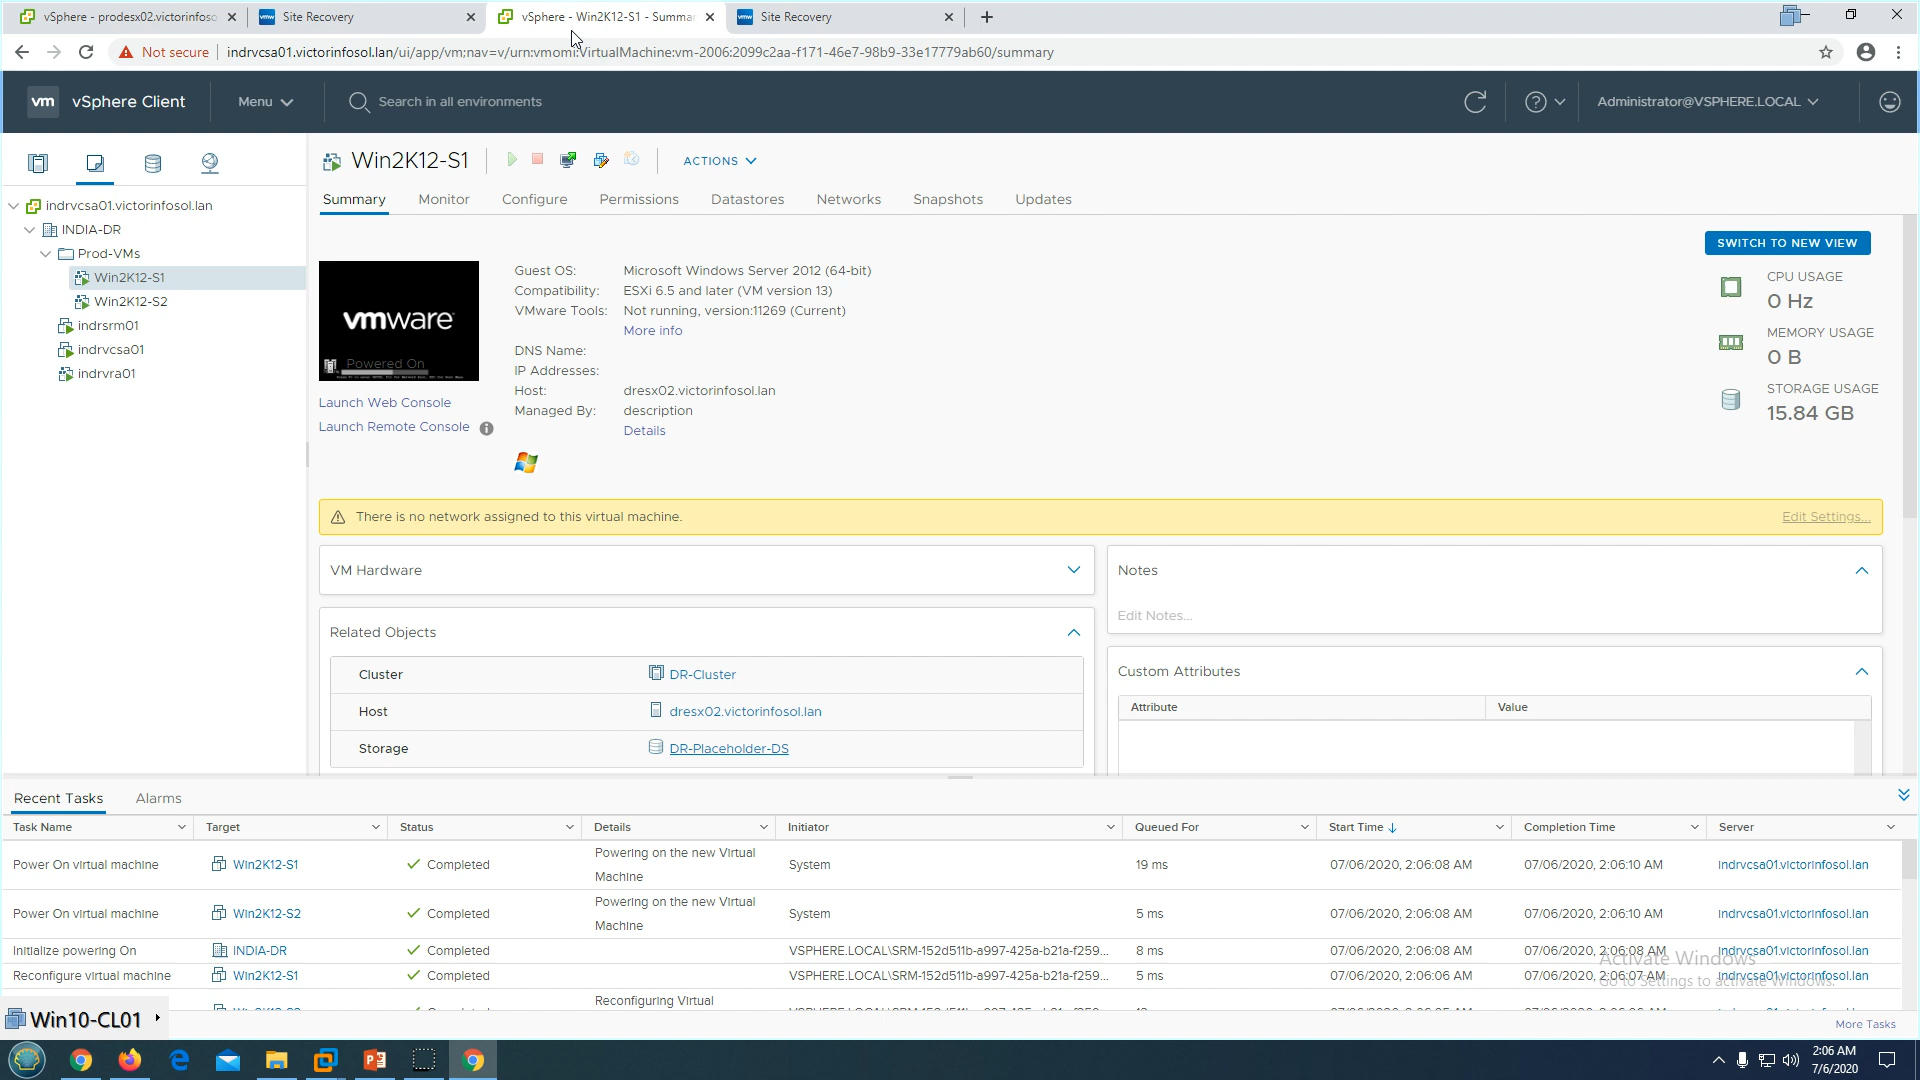 vSphere - prodesx02.victorinfoso
Site Recovery
vSphere - Win2K12-S1 - Summar
Site Recovery
Not secure
indrvcsa01.victorinfosol.lan/ui/app/vm;nav=v/urn:vmomi:VirtualMachine:vm-2006:2099c2aa-f171-46e7-98b9-33e17779ab60/summary
vm vSphere Client
Menu
Search in all environments
Administrator@VSPHERE.LOCAL
indrvcsa01.victorinfosol.lan
INDIA-DR
Prod-VMs
Win2K12-S1
Win2K12-S2
indrsrm01
indrvcsa01
indrvra01
Win2K12-S1
ACTIONS
Summary Monitor Configure Permissions Datastores Networks Snapshots Updates
SWITCH TO NEW VIEW
vmware
Powered On
Launch Web Console
Launch Remote Console
Guest OS: Microsoft Windows Server 2012 (64-bit)
Compatibility: ESXi 6.5 and later (VM version 13)
VMware Tools: Not running, version:11269 (Current)
More info
DNS Name:
IP Addresses:
Host: dresx02.victorinfosol.lan
Managed By: description
Details
CPU USAGE
0 Hz
MEMORY USAGE
0 B
STORAGE USAGE
15.84 GB
There is no network assigned to this virtual machine. Edit Settings...
VM Hardware
Related Objects
Cluster DR-Cluster
Host dresx02.victorinfosol.lan
Storage DR-Placeholder-DS
Notes
Edit Notes...
Custom Attributes
Attribute Value
Recent Tasks Alarms
Task Name Target Status Details Initiator Queued For Start Time Completion Time Server
Power On virtual machine Win2K12-S1 Completed Powering on the new Virtual Machine System 19 ms 07/06/2020, 2:06:08 AM 07/06/2020, 2:06:10 AM indrvcsa01.victorinfosol.lan
Power On virtual machine Win2K12-S2 Completed Powering on the new Virtual Machine System 5 ms 07/06/2020, 2:06:08 AM 07/06/2020, 2:06:10 AM indrvcsa01.victorinfosol.lan
Initialize powering On INDIA-DR Completed VSPHERE.LOCAL\SRM-152d511b-a997-425a-b21a-f259... 8 ms 07/06/2020, 2:06:08 AM 07/06/2020, 2:06:08 AM indrvcsa01.victorinfosol.lan
Reconfigure virtual machine Win2K12-S1 Completed VSPHERE.LOCAL\SRM-152d511b-a997-425a-b21a-f259... 5 ms 07/06/2020, 2:06:06 AM 07/06/2020, 2:06:07 AM indrvcsa01.victorinfosol.lan
Reconfiguring Virtual
Activate Windows
Go to Settings to activate Windows.
More Tasks
Win10-CL01
2:06 AM
7/6/2020